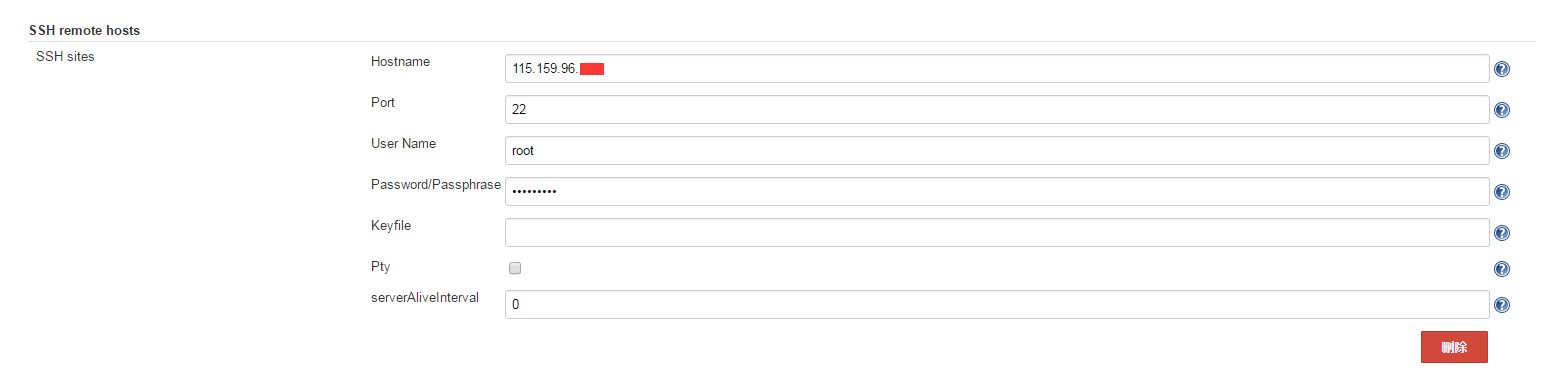 SSH remote hosts
SSH sites
Hostname
115.159.96.
Port
22
User Name
root
Password/Passphrase
•••••••••
Keyfile
Pty
serverAliveInterval
0
删除